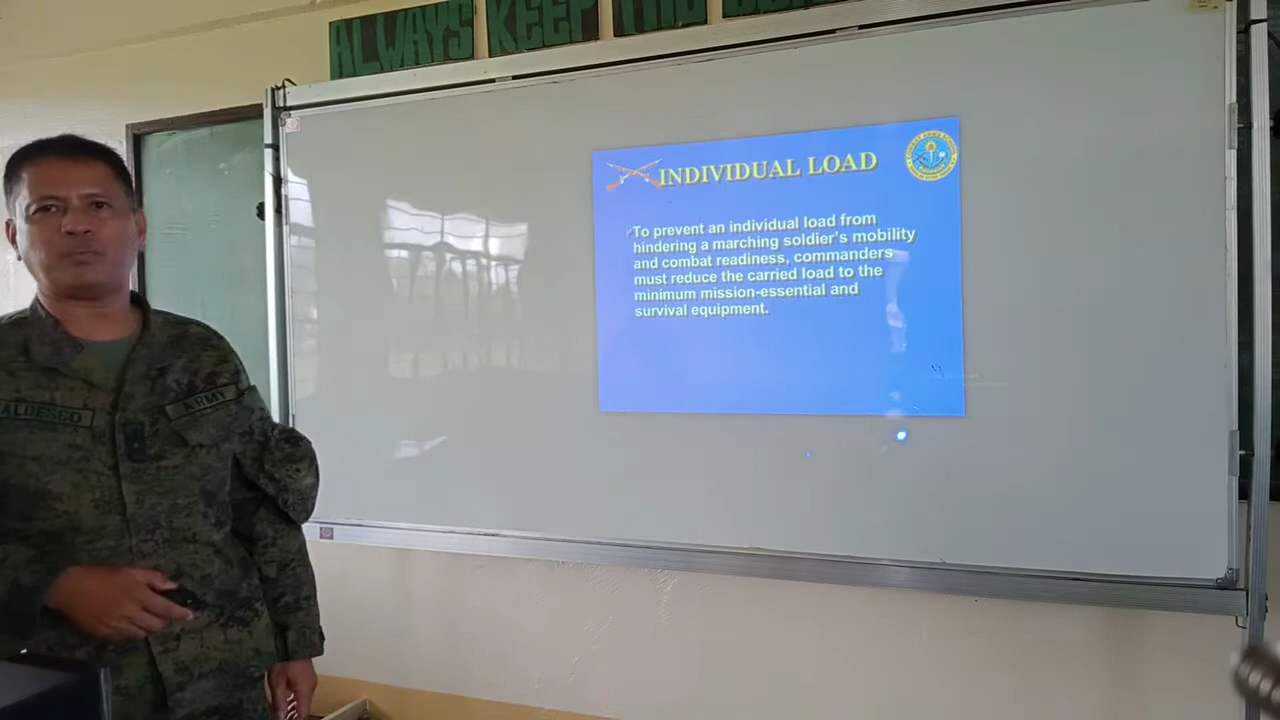 ALWAYS KEEP THE
INDIVIDUAL LOAD
To prevent an individual load from
hindering a marching soldier's mobility
and combat readiness, commanders
must reduce the carried load to the
minimum mission-essential and
survival equipment.
ALDESCO
ARMY